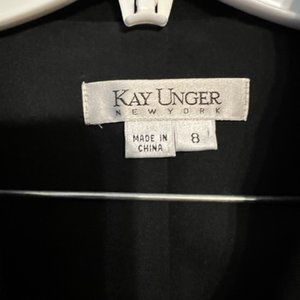 KAY UNGER
NEW YORK
MADE IN
CHINA
8